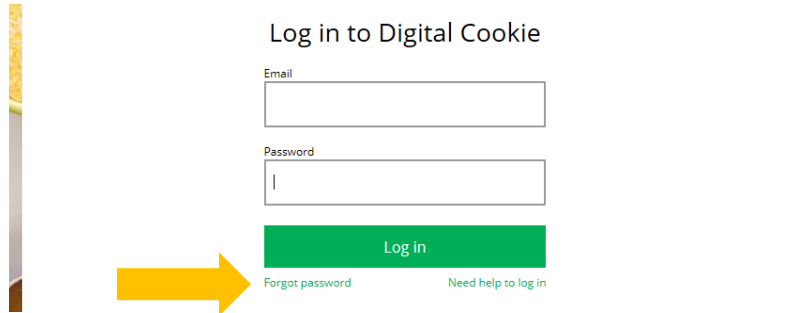 Log in to Digital Cookie
Email
Password
Log in
Forgot password Need help to log in